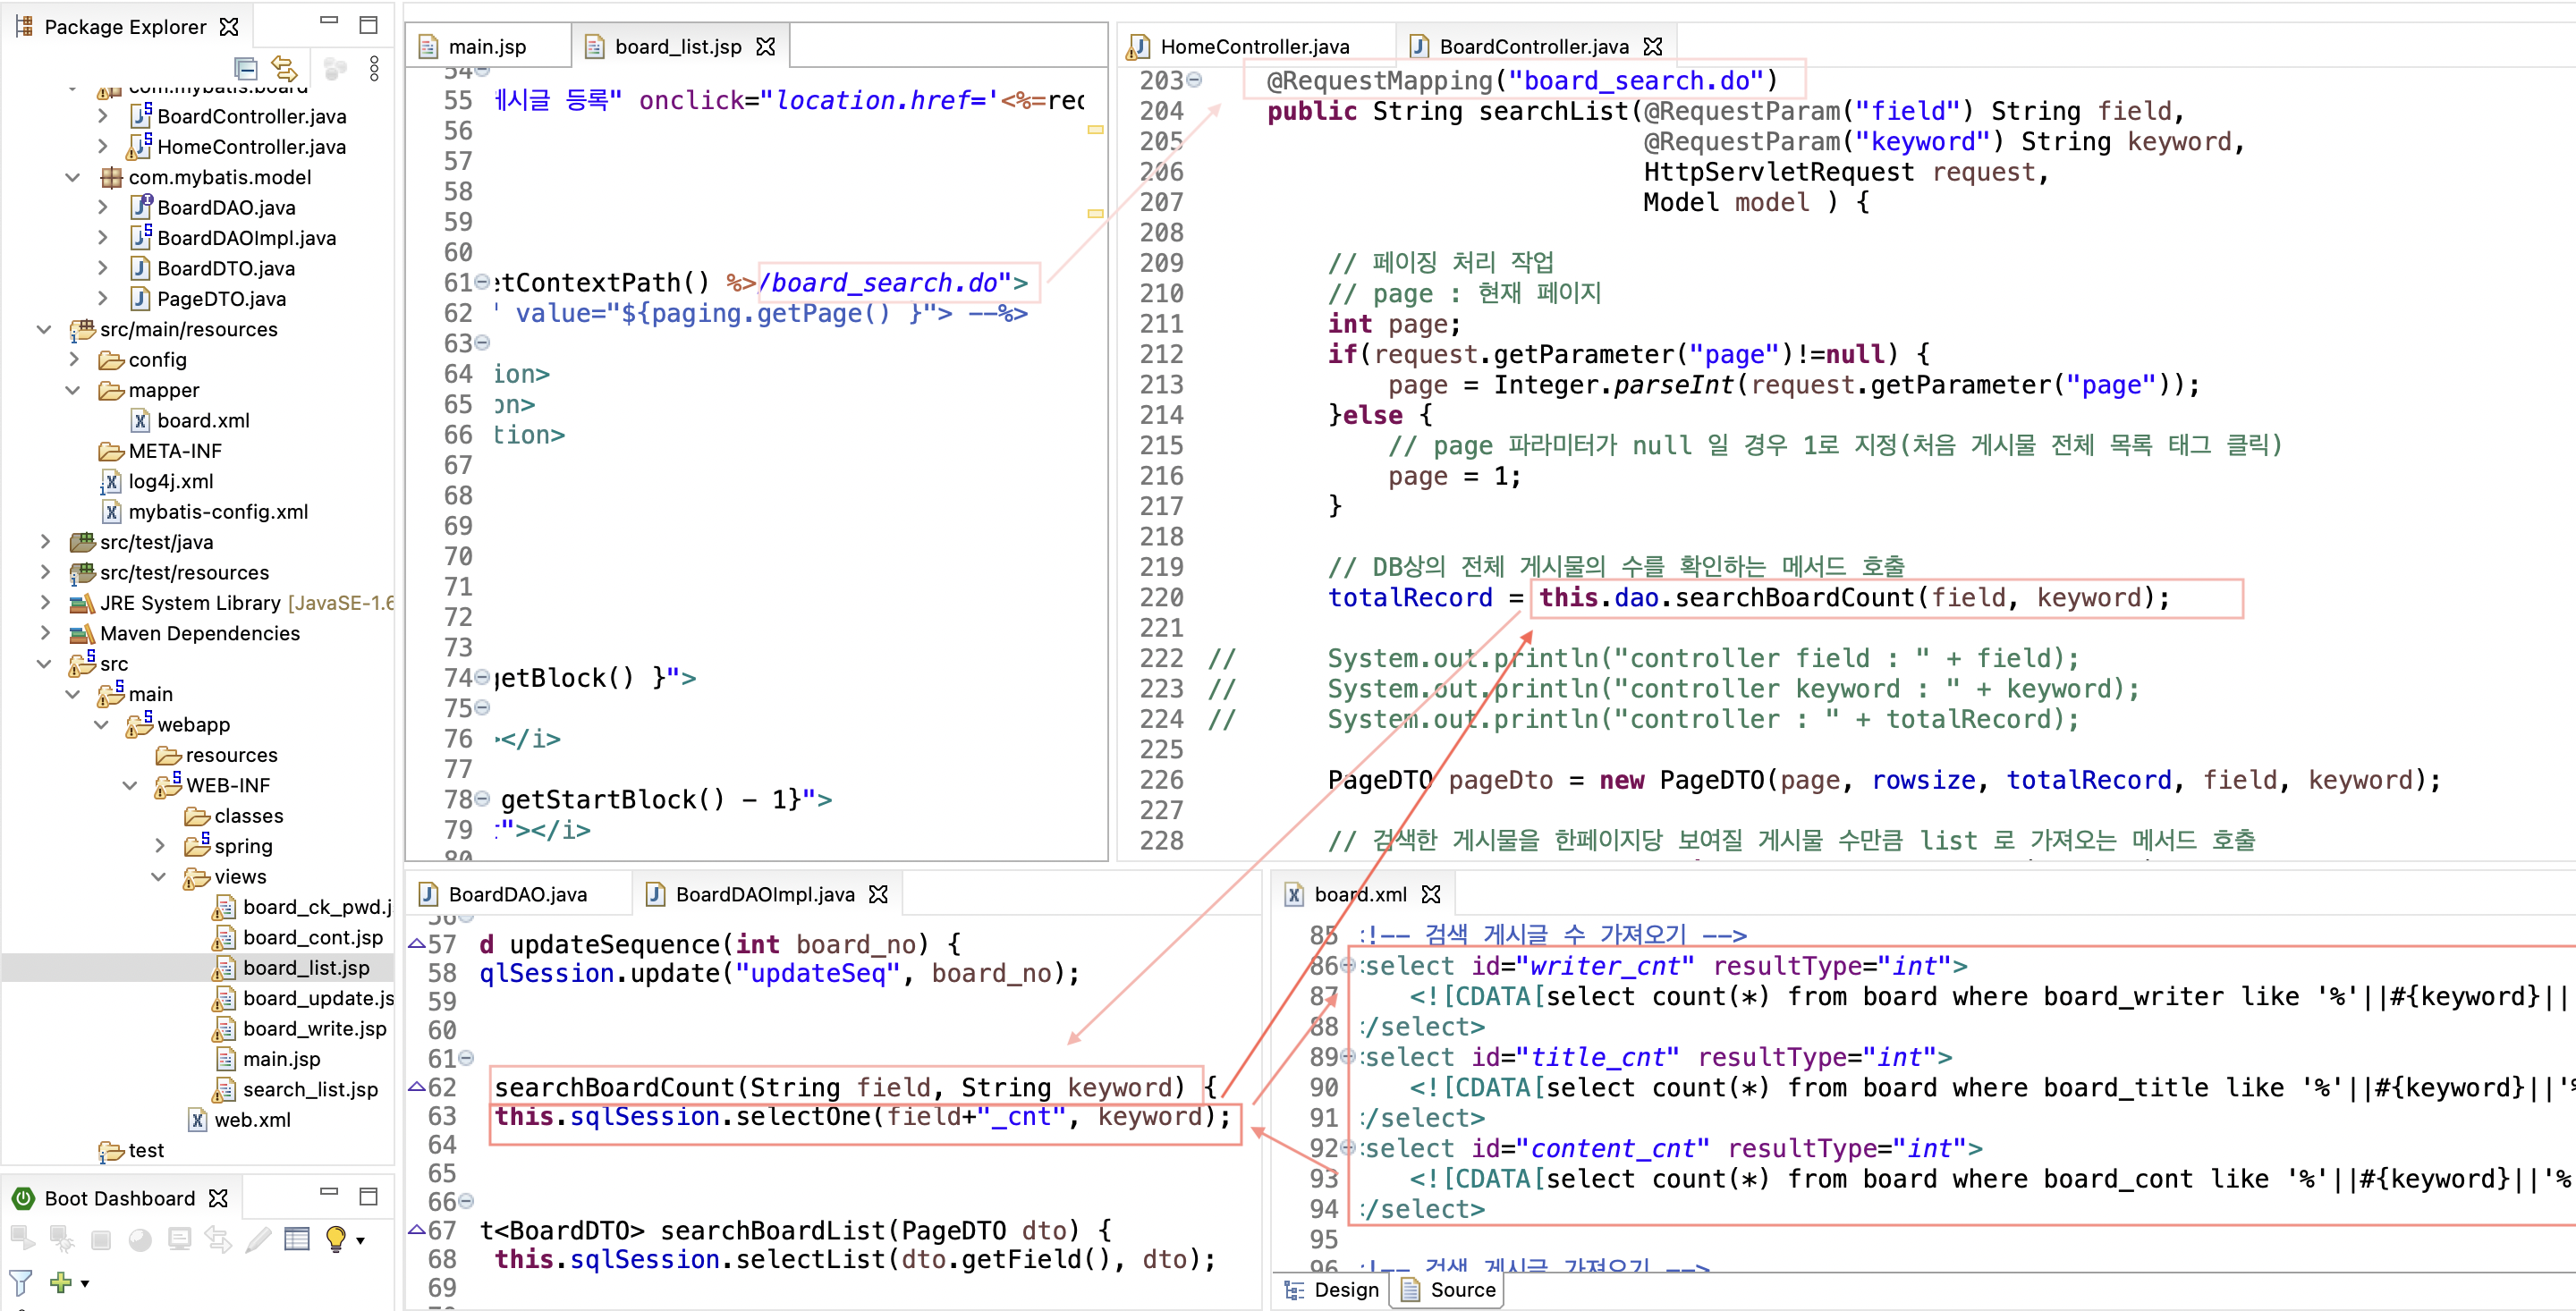 Package Explorer
com.mybatis.board
BoardController.java
HomeController.java
com.mybatis.model
BoardDAO.java
BoardDAOImpl.java
BoardDTO.java
PageDTO.java
src/main/resources
config
mapper
board.xml
META-INF
log4j.xml
mybatis-config.xml
src/test/java
src/test/resources
JRE System Library [JavaSE-1.6
Maven Dependencies
src
main
webapp
resources
WEB-INF
classes
spring
views
board_ck_pwd.j
board_cont.jsp
board_list.jsp
board_update.js
board_write.jsp
main.jsp
search_list.jsp
web.xml
test
Boot Dashboard
main.jsp board_list.jsp
54
55 게시글 등록" onclick="location.href='<%=rec
56
57
58
59
60
61 etContextPath() %>/board_search.do">
62 ' value="${paging.getPage() }"> --%>
63
64 ion>
65 on>
66 tion>
67
68
69
70
71
72
73
74 getBlock() }">
75
76 ></i>
77
78 getStartBlock() - 1}">
79 t"></i>
80
HomeController.java BoardController.java
203 @RequestMapping("board_search.do")
204 public String searchList(@RequestParam("field") String field,
205 @RequestParam("keyword") String keyword,
206 HttpServletRequest request,
207 Model model ) {
208
209 // 페이징 처리 작업
210 // page : 현재 페이지
211 int page;
212 if(request.getParameter("page")!=null) {
213 page = Integer.parseInt(request.getParameter("page"));
214 }else {
215 // page 파라미터가 null 일 경우 1로 지정(처음 게시물 전체 목록 태그 클릭)
216 page = 1;
217 }
218
219 // DB상의 전체 게시물의 수를 확인하는 메서드 호출
220 totalRecord = this.dao.searchBoardCount(field, keyword);
221
222 // System.out.println("controller field : " + field);
223 // System.out.println("controller keyword : " + keyword);
224 // System.out.println("controller : " + totalRecord);
225
226 PageDTO pageDto = new PageDTO(page, rowsize, totalRecord, field, keyword);
227
228 // 검색한 게시물을 한페이지당 보여질 게시물 수만큼 list 로 가져오는 메서드 호출
BoardDAO.java BoardDAOImpl.java
56
57 d updateSequence(int board_no) {
58 qlSession.update("updateSeq", board_no);
59
60
61
62 searchBoardCount(String field, String keyword) {
63 this.sqlSession.selectOne(field+"_cnt", keyword);
64
65
66
67 t<BoardDTO> searchBoardList(PageDTO dto) {
68 this.sqlSession.selectList(dto.getField(), dto);
69
board.xml
85 <!-- 검색 게시글 수 가져오기 -->
86 <select id="writer_cnt" resultType="int">
87 <![CDATA[select count(*) from board where board_writer like '%'||#{keyword}||
88 </select>
89 <select id="title_cnt" resultType="int">
90 <![CDATA[select count(*) from board where board_title like '%'||#{keyword}||'%
91 </select>
92 <select id="content_cnt" resultType="int">
93 <![CDATA[select count(*) from board where board_cont like '%'||#{keyword}||'%
94 </select>
95
96 <!-- 검색 게시글 가져오기 -->
Design Source